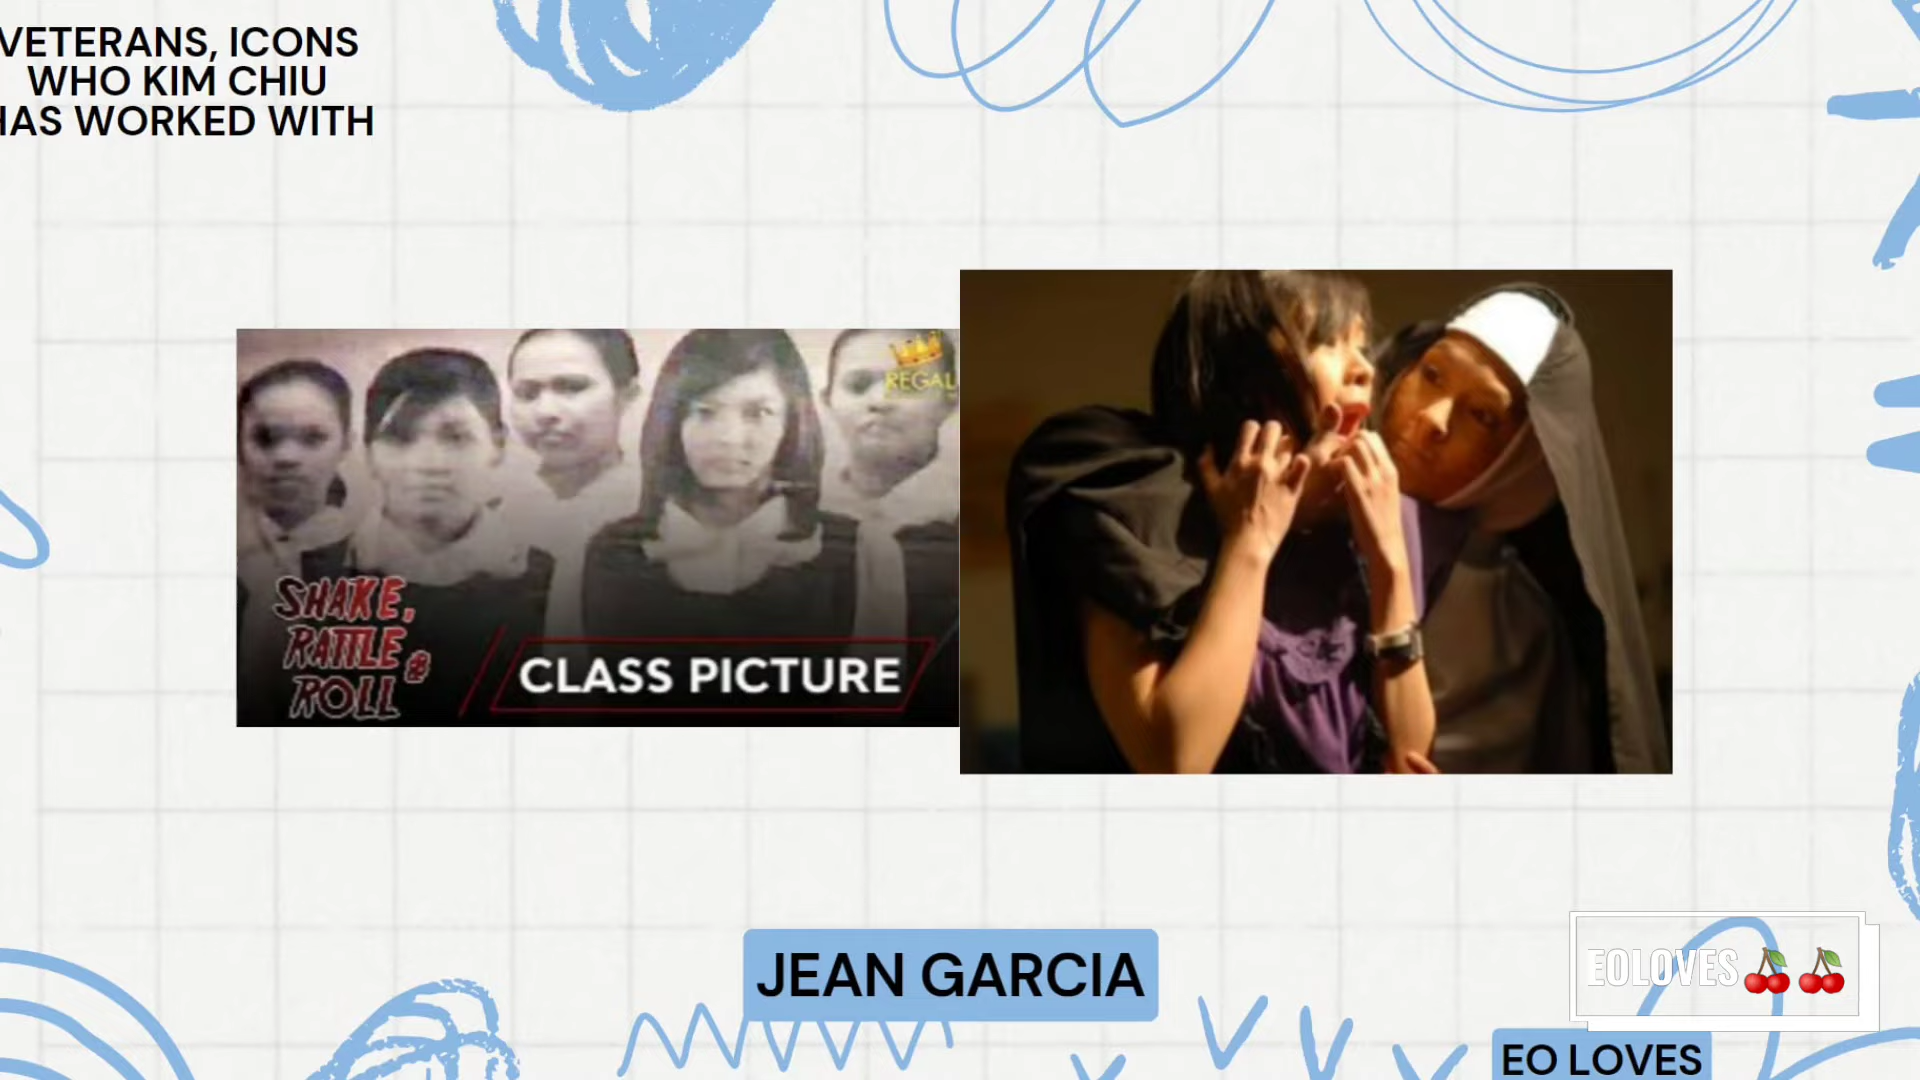 VETERANS, ICONS
WHO KIM CHIU
HAS WORKED WITH
REGAL
SHAKE,
RATTLE &
ROLL
CLASS PICTURE
JEAN GARCIA
EOLOVES
EO LOVES